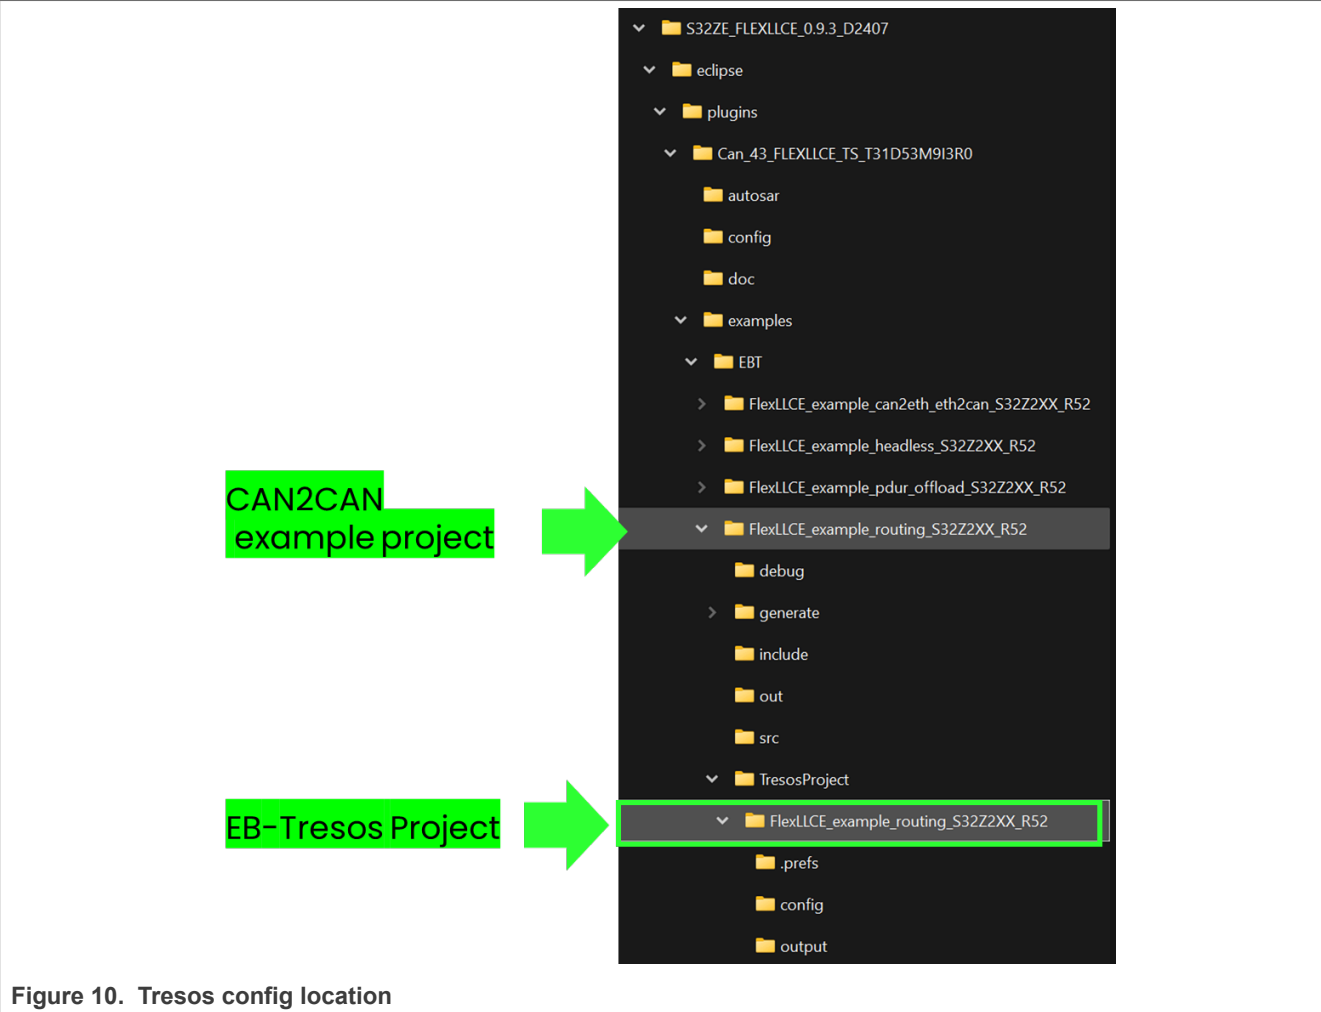 S32ZE_FLEXLLCE_0.9.3_D2407
eclipse
plugins
Can_43_FLEXLLCE_TS_T31D53M9I3R0
autosar
config
doc
examples
EBT
FlexLLCE_example_can2eth_eth2can_S32Z2XX_R52
FlexLLCE_example_headless_S32Z2XX_R52
FlexLLCE_example_pdur_offload_S32Z2XX_R52
CAN2CAN
example project
FlexLLCE_example_routing_S32Z2XX_R52
debug
generate
include
out
src
TresosProject
EB-Tresos Project
FlexLLCE_example_routing_S32Z2XX_R52
.prefs
config
output
Figure 10. Tresos config location